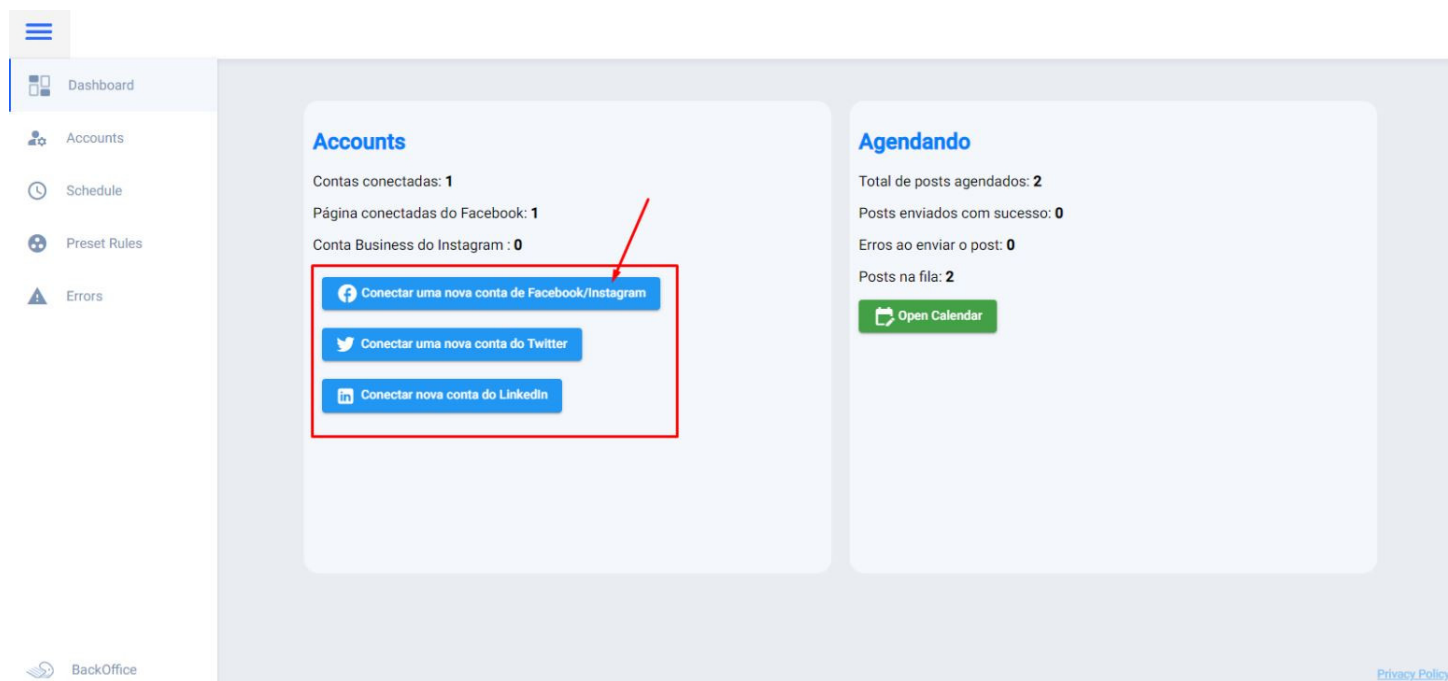 Dashboard
Accounts
Schedule
Preset Rules
Errors
BackOffice
Accounts
Contas conectadas: 1
Página conectadas do Facebook: 1
Conta Business do Instagram : 0
Conectar uma nova conta de Facebook/Instagram
Conectar uma nova conta do Twitter
in Conectar nova conta do LinkedIn
Agendando
Total de posts agendados: 2
Posts enviados com sucesso: 0
Erros ao enviar o post: 0
Posts na fila: 2
Open Calendar
Privacy Policy